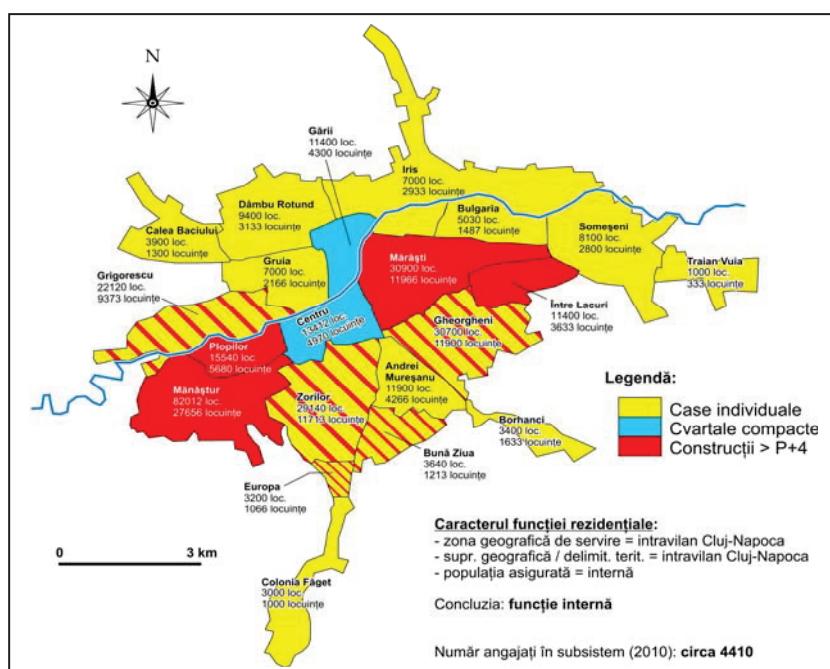 N
Gării
11400 loc.
4300 locuințe
Iris
7000 loc.
2933 locuințe
Dâmbu Rotund
9400 loc.
3133 locuințe
Bulgaria
5030 loc.
1487 locuințe
Calea Baciului
3900 loc.
1300 locuințe
Someșeni
8100 loc.
2800 locuințe
Gruia
7000 loc.
2166 locuințe
Mărăști
30900 loc.
11966 locuințe
Traian Vuia
1000 loc.
333 locuințe
Grigorescu
22120 loc.
9373 locuințe
Între Lacuri
11400 loc.
3633 locuințe
Centru
13412 loc.
4970 locuințe
Gheorgheni
30700 loc.
11900 locuințe
Plopilor
15540 loc.
5680 locuințe
Andrei
Mureșanu
11900 loc.
4266 locuințe
Mănăștur
82012 loc.
27656 locuințe
Zorilor
29140 loc.
11713 locuințe
Borhanci
3400 loc.
1633 locuințe
Bună Ziua
3640 loc.
1213 locuințe
Europa
3200 loc.
1066 locuințe
Colonia Făget
3000 loc.
1000 locuințe
0 3 km
Legendă:
Case individuale
Cvartale compacte
Construcții > P+4
Caracterul funcției rezidențiale:
- zona geografică de servire = intravilan Cluj-Napoca
- supr. geografică / delimit. terit. = intravilan Cluj-Napoca
- populația asigurată = internă
Concluzia: funcție internă
Număr angajați în subsistem (2010): circa 4410